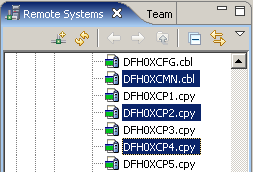 Remote Systems Team
DFH0XCFG.cbl
DFH0XCMN.cbl
DFH0XCP1.cpy
DFH0XCP2.cpy
DFH0XCP3.cpy
DFH0XCP4.cpy
DFH0XCP5.cpy